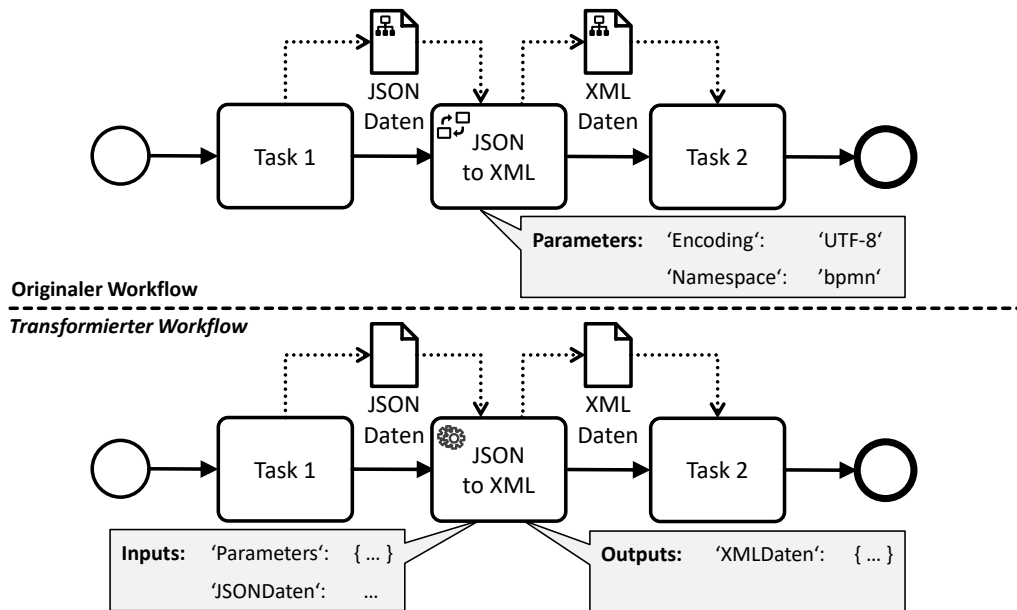 JSON
Daten
XML
Daten
Task 1
JSON
to XML
Task 2
Parameters: ‘Encoding‘: ‘UTF-8‘
‘Namespace‘: ’bpmn‘
Originaler Workflow
Transformierter Workflow
JSON
Daten
XML
Daten
Task 1
JSON
to XML
Task 2
Inputs: ‘Parameters‘: { ... }
‘JSONDaten‘: ...
Outputs: ‘XMLDaten‘: { ... }